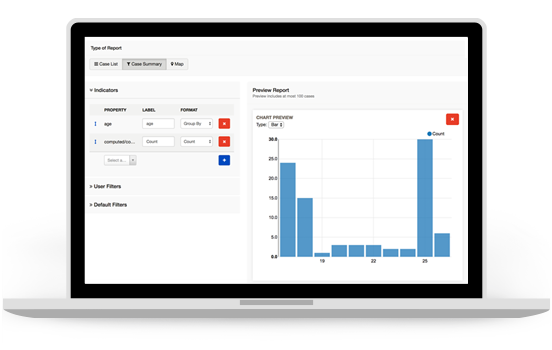 Type of Report
Case List
Case Summary
Map
Indicators
PROPERTY LABEL FORMAT
age age Group By
computed/co... Count Count
Select a...
User Filters
Default Filters
Preview Report
Preview includes at most 100 cases
CHART PREVIEW
Type: Bar
Count
30.0
25.0
20.0
15.0
10.0
5.0
0.0
19 22 25